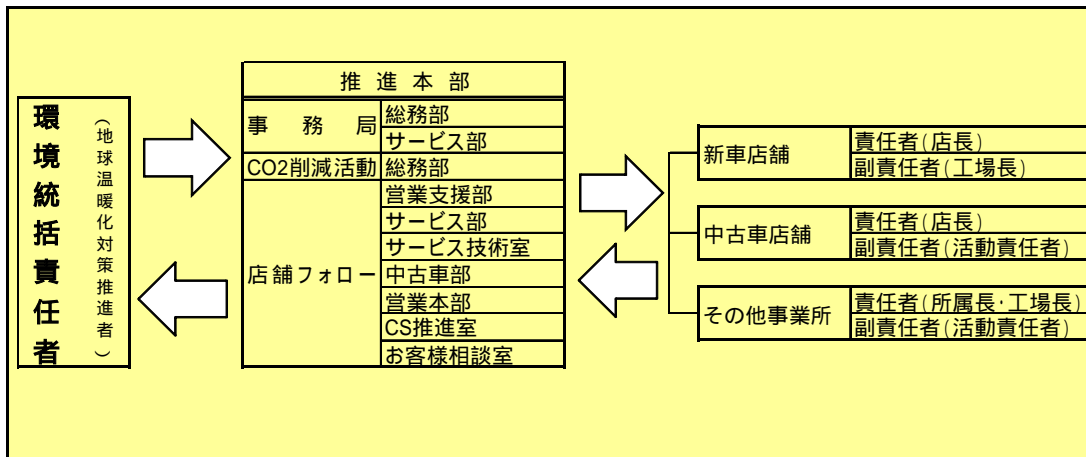 環境統括責任者
（地球温暖化対策推進者）
推進本部
事務局
総務部
サービス部
CO2削減活動
総務部
店舗フォロー
営業支援部
サービス部
サービス技術室
中古車部
営業本部
CS推進室
お客様相談室
新車店舗
責任者(店長)
副責任者(工場長)
中古車店舗
責任者(店長)
副責任者(活動責任者)
その他事業所
責任者(所属長･工場長)
副責任者(活動責任者)